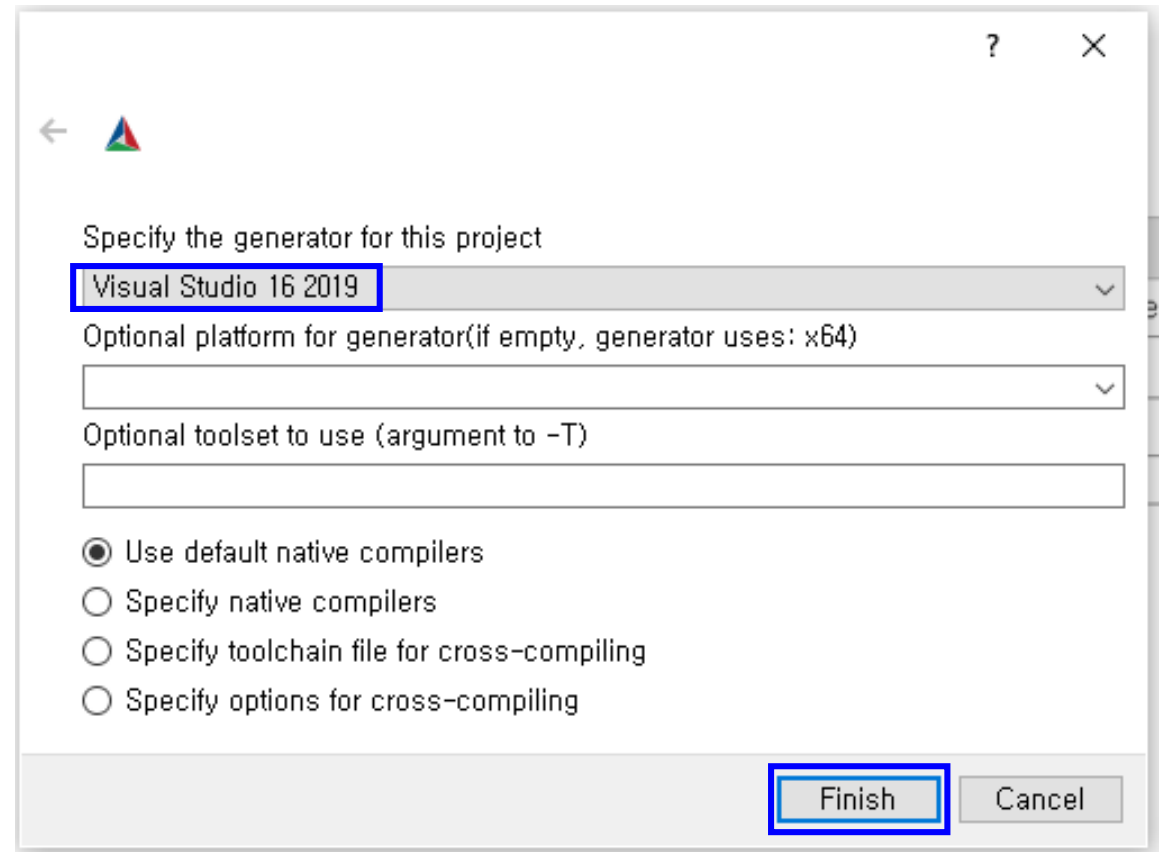 ?
Specify the generator for this project
Visual Studio 16 2019
Optional platform for generator(if empty, generator uses: x64)
Optional toolset to use (argument to -T)
Use default native compilers
Specify native compilers
Specify toolchain file for cross-compiling
Specify options for cross-compiling
Finish Cancel